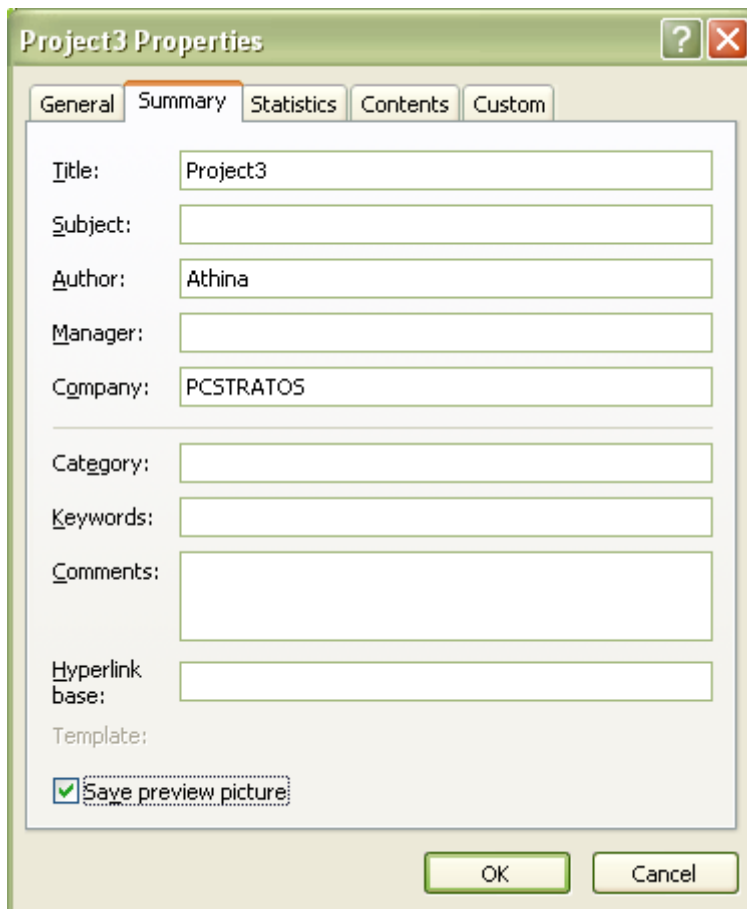 Project3 Properties
General Summary Statistics Contents Custom
Title: Project3
Subject:
Author: Athina
Manager:
Company: PCSTRATOS
Category:
Keywords:
Comments:
Hyperlink
base:
Template:
Save preview picture
OK Cancel